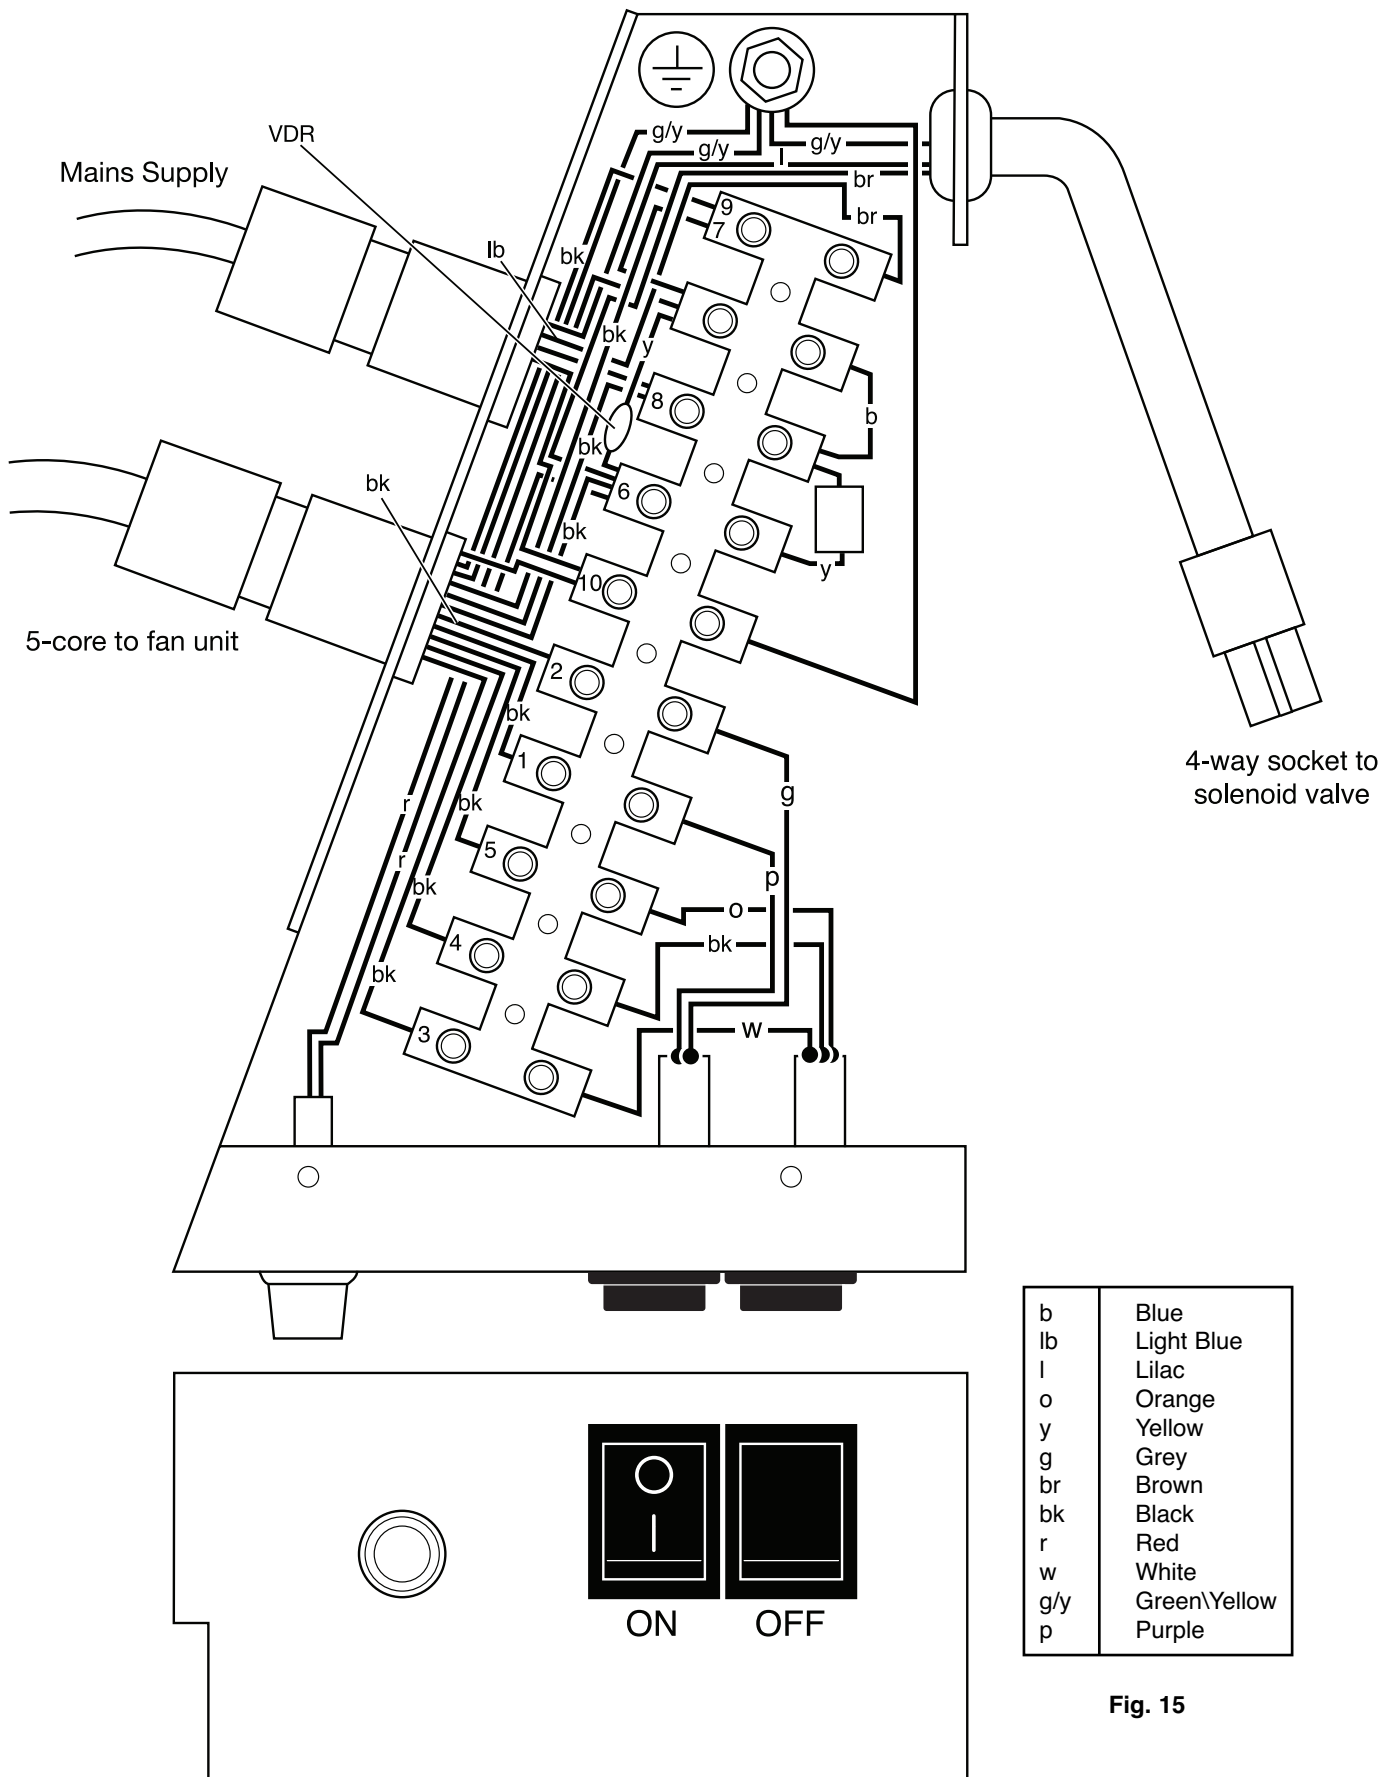 VDR
Mains Supply
g/y
g/y
l
g/y
br
br
9
7
lb
bk
bk
y
8
b
bk
6
bk
bk
y
10
5-core to fan unit
2
bk
1
4-way socket to
solenoid valve
g
r
bk
5
r
p
bk
o
4
bk
bk
3
w
b Blue
lb Light Blue
l Lilac
o Orange
y Yellow
g Grey
br Brown
bk Black
r Red
w White
g/y Green\Yellow
p Purple
ON OFF
Fig. 15